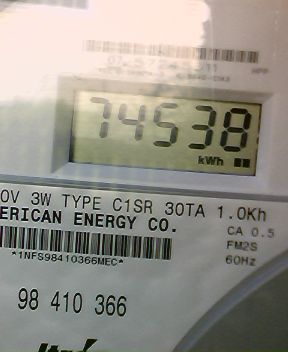 74538
kWh
0V 3W TYPE C1SR 30TA 1.0Kh
ERICAN ENERGY CO.
CA 0.5
FM2S
*1NFS98410366MEC*
60Hz
98 410 366